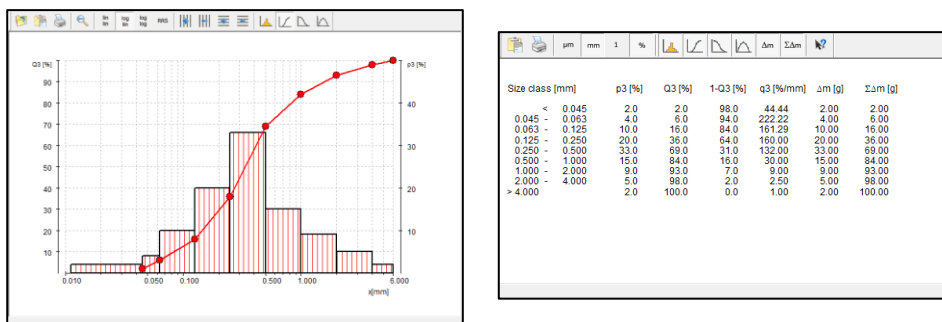 lin lin
log lin
log log
RRS
Q3 [%]
p3 [%]
90
80
70
60
50
40
30
20
10
40
30
20
10
0.010
0.050
0.100
0.500
1.000
6.000
x[mm]
µm mm 1 % Δm ΣΔm
Size class [mm] p3 [%] Q3 [%] 1-Q3 [%] q3 [%/mm] Δm [g] ΣΔm [g]
< 0.045 2.0 2.0 98.0 44.44 2.00 2.00
0.045 - 0.063 4.0 6.0 94.0 222.22 4.00 6.00
0.063 - 0.125 10.0 16.0 84.0 161.29 10.00 16.00
0.125 - 0.250 20.0 36.0 64.0 160.00 20.00 36.00
0.250 - 0.500 33.0 69.0 31.0 132.00 33.00 69.00
0.500 - 1.000 15.0 84.0 16.0 30.00 15.00 84.00
1.000 - 2.000 9.0 93.0 7.0 9.00 9.00 93.00
2.000 - 4.000 5.0 98.0 2.0 2.50 5.00 98.00
> 4.000 2.0 100.0 0.0 1.00 2.00 100.00